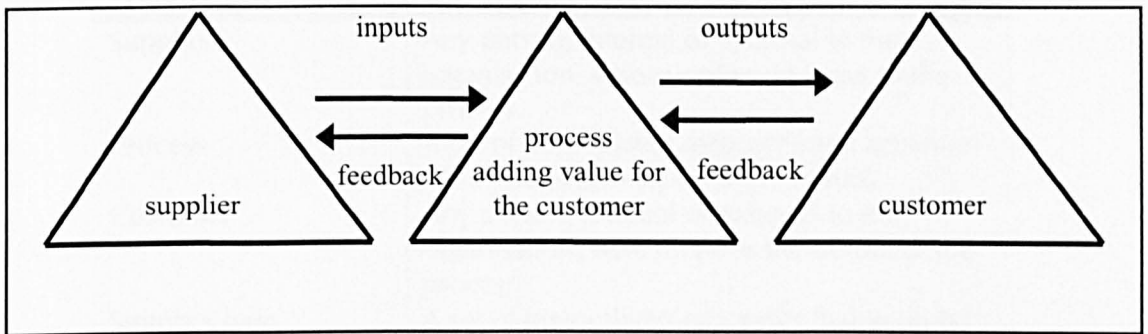 inputs
outputs
process
adding value for
the customer
feedback
feedback
supplier
customer